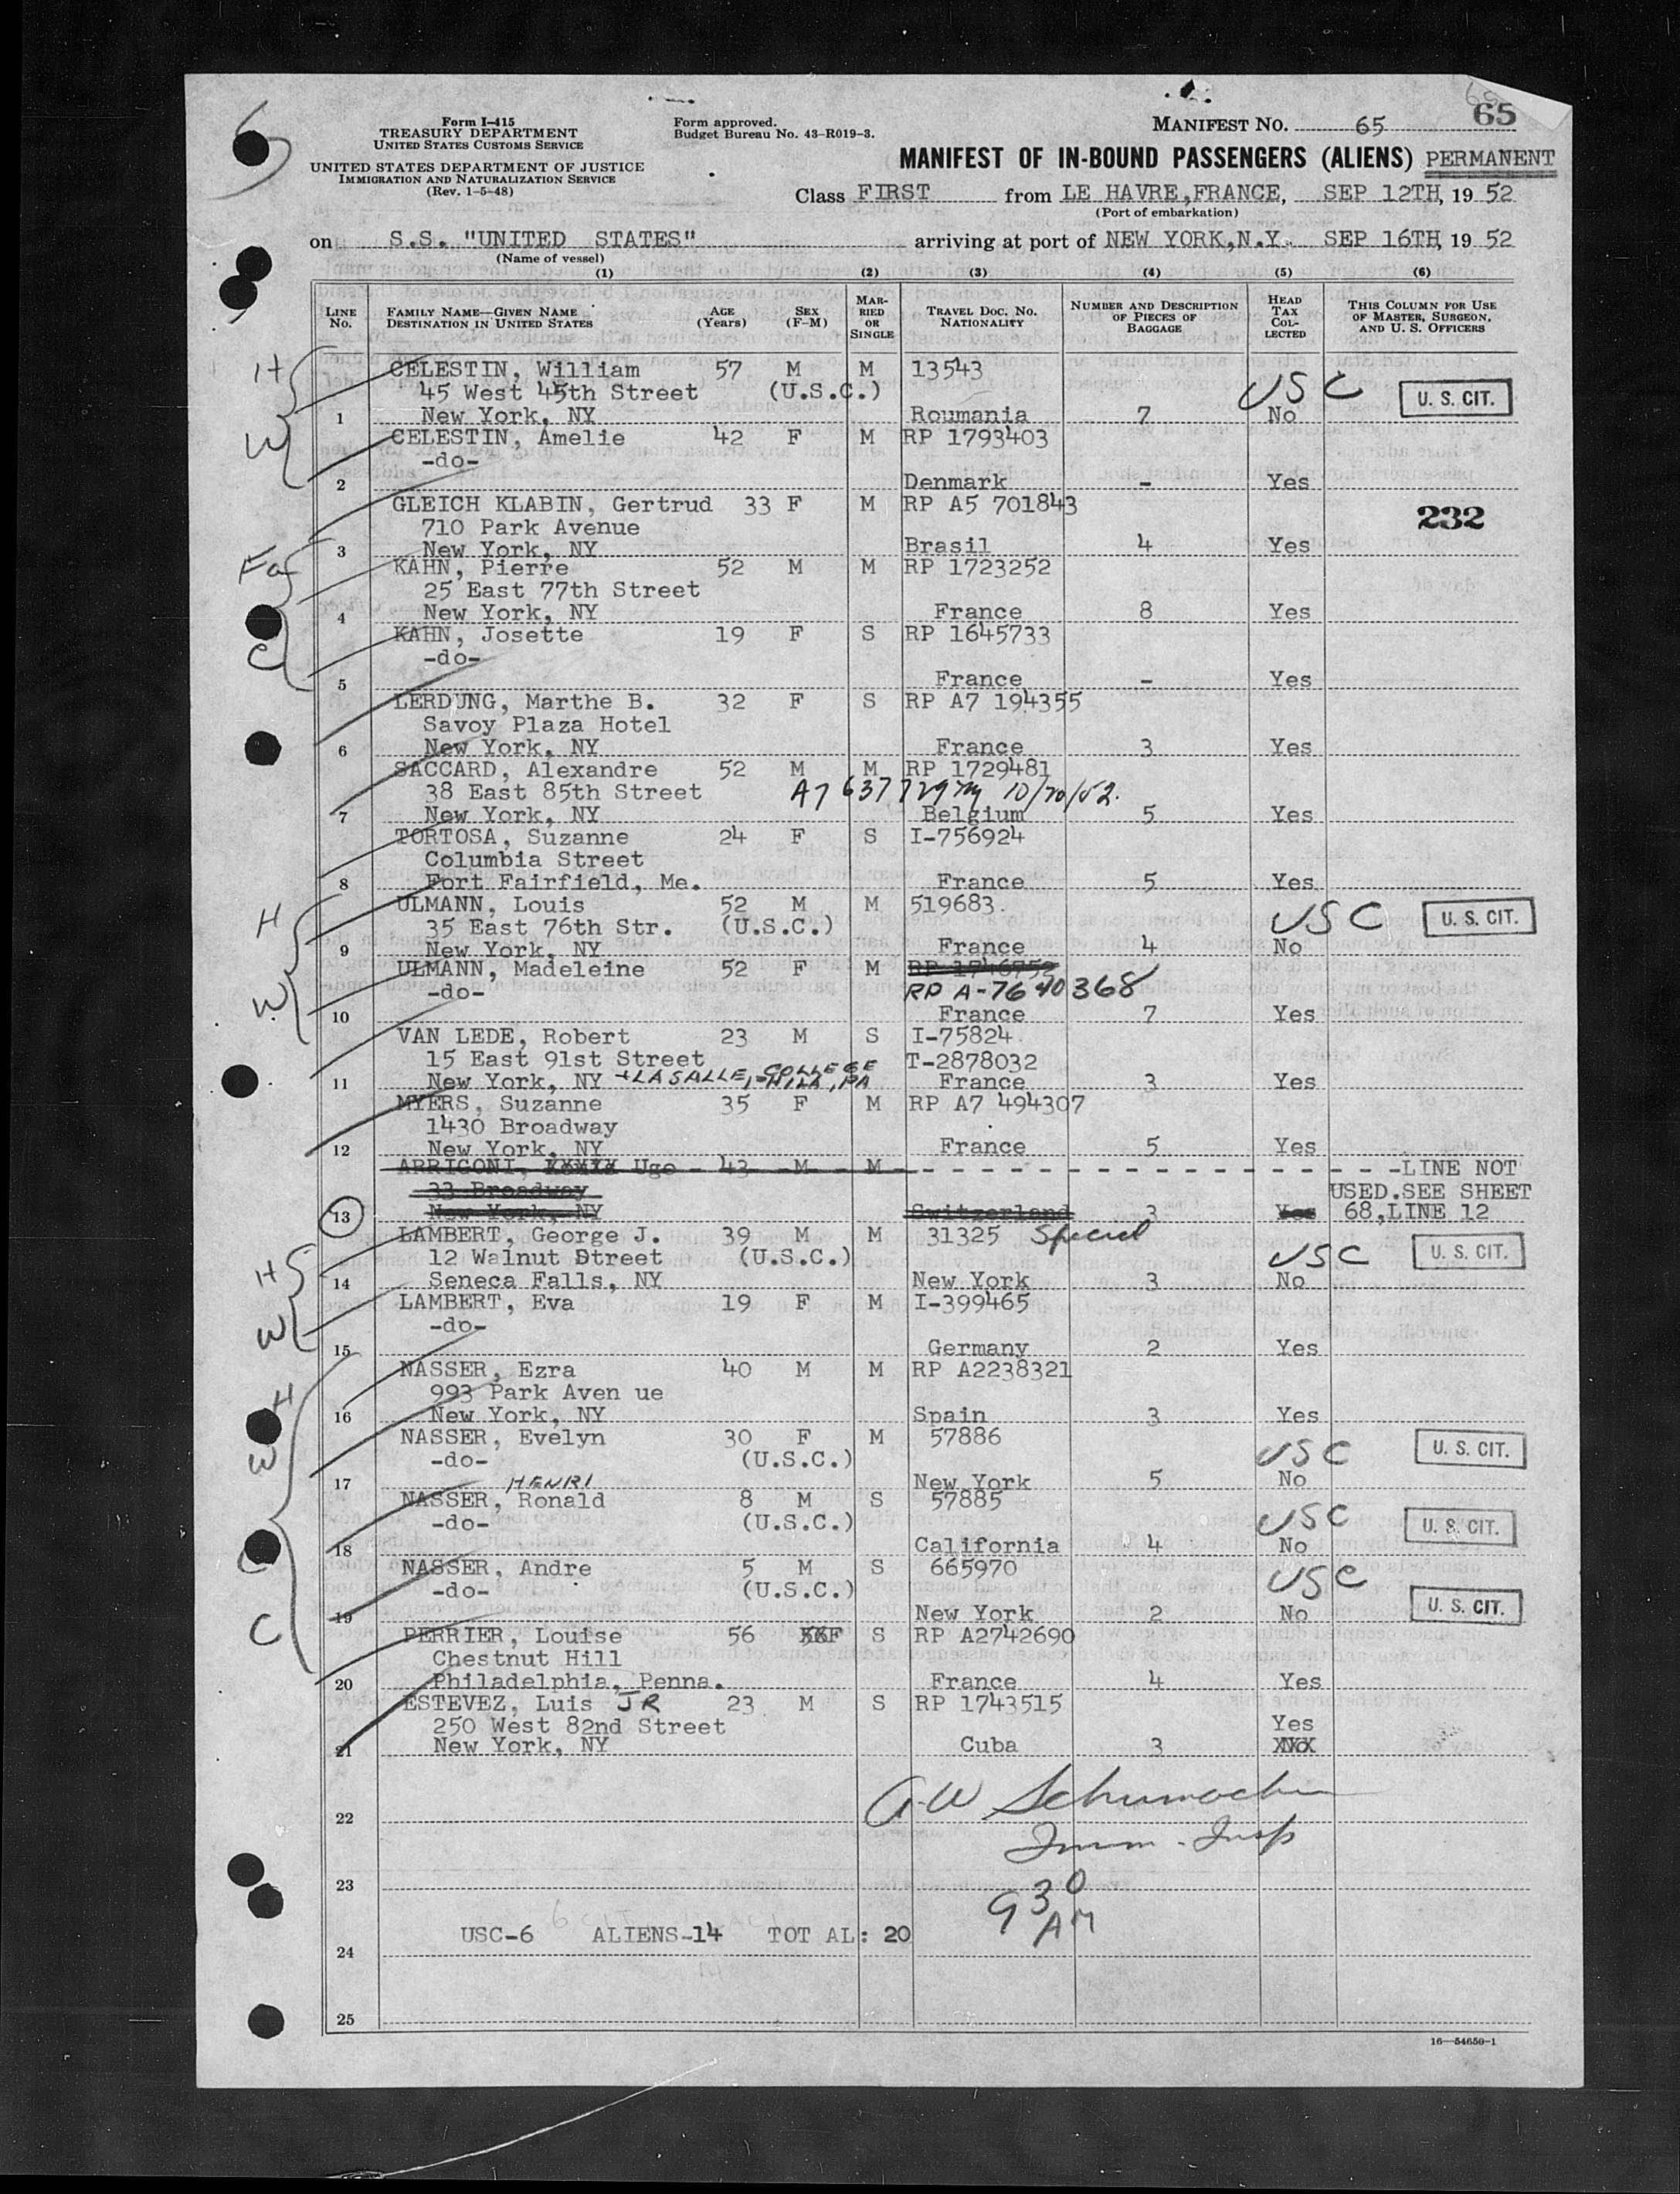 65
Form I-415
TREASURY DEPARTMENT
UNITED STATES CUSTOMS SERVICE
UNITED STATES DEPARTMENT OF JUSTICE
IMMIGRATION AND NATURALIZATION SERVICE
(Rev. 1-5-48)
Form approved.
Budget Bureau No. 43-R019-3.
MANIFEST NO. 65
MANIFEST OF IN-BOUND PASSENGERS (ALIENS) PERMANENT
Class FIRST from LE HAVRE,FRANCE, SEP 12TH, 19 52
(Port of embarkation)
on S.S. "UNITED STATES" arriving at port of NEW YORK,N.Y. SEP 16TH, 19 52
(Name of vessel)
(1) (2) (3) (4) (5) (6)
LINE No. FAMILY NAME—GIVEN NAME DESTINATION IN UNITED STATES AGE (Years) SEX (F-M) MARRIED OR SINGLE TRAVEL DOC. NO. NATIONALITY NUMBER AND DESCRIPTION OF PIECES OF BAGGAGE HEAD TAX COLLECTED THIS COLUMN FOR USE OF MASTER, SURGEON, AND U. S. OFFICERS
H CELESTIN, William 57 M M 13543
45 West 45th Street (U.S.C.) USC U. S. CIT.
1 New York, NY Roumania 7 No
W CELESTIN, Amelie 42 F M RP 1793403
-do-
2 Denmark - Yes
GLEICH KLABIN, Gertrud 33 F M RP A5 701843 232
710 Park Avenue
3 New York, NY Brasil 4 Yes
Fa KAHN, Pierre 52 M M RP 1723252
25 East 77th Street
4 New York, NY France 8 Yes
C KAHN, Josette 19 F S RP 1645733
-do-
5 France - Yes
LERDUNG, Marthe B. 32 F S RP A7 194355
Savoy Plaza Hotel
6 New York, NY France 3 Yes
SACCARD, Alexandre 52 M M RP 1729481
38 East 85th Street 10/20/52.
7 New York, NY Belgium 5 Yes
TORTOSA, Suzanne 24 F S I-756924
Columbia Street
8 Fort Fairfield, Me. France 5 Yes
H ULMANN, Louis 52 M M 519683. USC U. S. CIT.
35 East 76th Str. (U.S.C.)
9 New York, NY France 4 No
W ULMANN, Madeleine 52 F M RP 1746752
-do- RP A-7640368
10 France 7 Yes
VAN LEDE, Robert 23 M S I-75824
15 East 91st Street T-2878032
11 New York, NY + LA SALLE COLLEGE PHILA, PA France 3 Yes
MYERS, Suzanne 35 F M RP A7 494307
1430 Broadway
12 New York, NY France 5 Yes
ARRIGONI, XXXXX Ugo 43 M M - - - - - - - - -LINE NOT
33 Broadway USED.SEE SHEET
13 New York, NY Switzerland 3 Yes 68,LINE 12
H LAMBERT, George J. 39 M M 31325 Special
12 Walnut Dtreet (U.S.C.) USC U. S. CIT.
14 Seneca Falls, NY New York 3 No
W LAMBERT, Eva 19 F M I-399465
-do-
15 Germany 2 Yes
H NASSER, Ezra 40 M M RP A2238321
993 Park Aven ue
16 New York, NY Spain 3 Yes
W NASSER, Evelyn 30 F M 57886
-do- (U.S.C.) USC U. S. CIT.
17 New York 5 No
HENRI
C NASSER, Ronald 8 M S 57885
-do- (U.S.C.) USC U. S. CIT.
18 California 4 No
C NASSER, Andre 5 M S 665970
-do- (U.S.C.) USC U. S. CIT.
19 New York 2 No
PERRIER, Louise 56 F S RP A2742690
Chestnut Hill
20 Philadelphia, Penna. France 4 Yes
ESTEVEZ, Luis JR 23 M S RP 1743515
250 West 82nd Street Yes
21 New York, NY Cuba 3 XXX
22 A W Schumacher
Imm. Insp
23
930 AM
USC-6 ALIENS-14 TOT AL: 20
24
25
16—54650-1